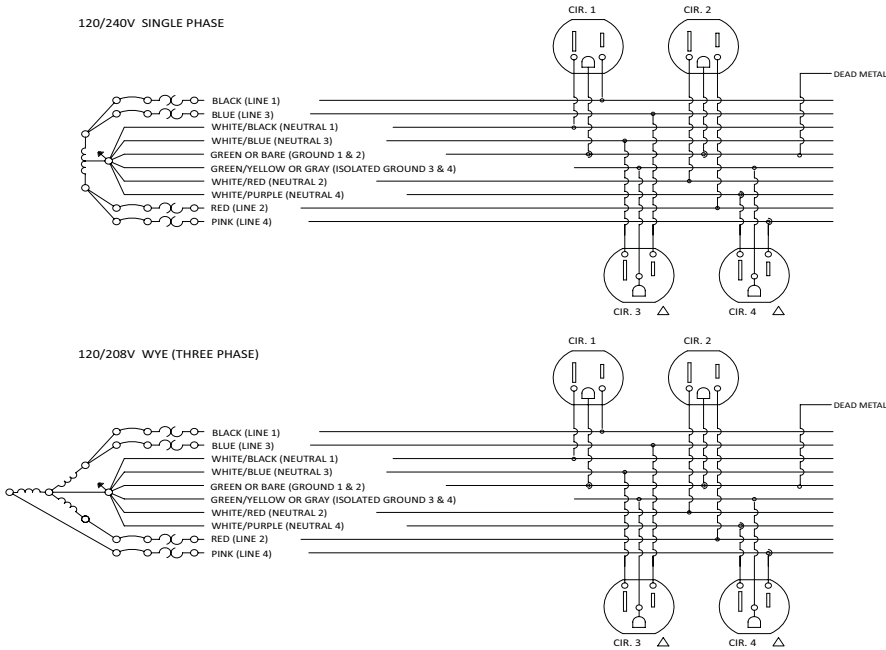 120/240V SINGLE PHASE
CIR. 1
CIR. 2
DEAD METAL
BLACK (LINE 1)
BLUE (LINE 3)
WHITE/BLACK (NEUTRAL 1)
WHITE/BLUE (NEUTRAL 3)
GREEN OR BARE (GROUND 1 & 2)
GREEN/YELLOW OR GRAY (ISOLATED GROUND 3 & 4)
WHITE/RED (NEUTRAL 2)
WHITE/PURPLE (NEUTRAL 4)
RED (LINE 2)
PINK (LINE 4)
CIR. 3
CIR. 4
120/208V WYE (THREE PHASE)
CIR. 1
CIR. 2
DEAD METAL
BLACK (LINE 1)
BLUE (LINE 3)
WHITE/BLACK (NEUTRAL 1)
WHITE/BLUE (NEUTRAL 3)
GREEN OR BARE (GROUND 1 & 2)
GREEN/YELLOW OR GRAY (ISOLATED GROUND 3 & 4)
WHITE/RED (NEUTRAL 2)
WHITE/PURPLE (NEUTRAL 4)
RED (LINE 2)
PINK (LINE 4)
CIR. 3
CIR. 4